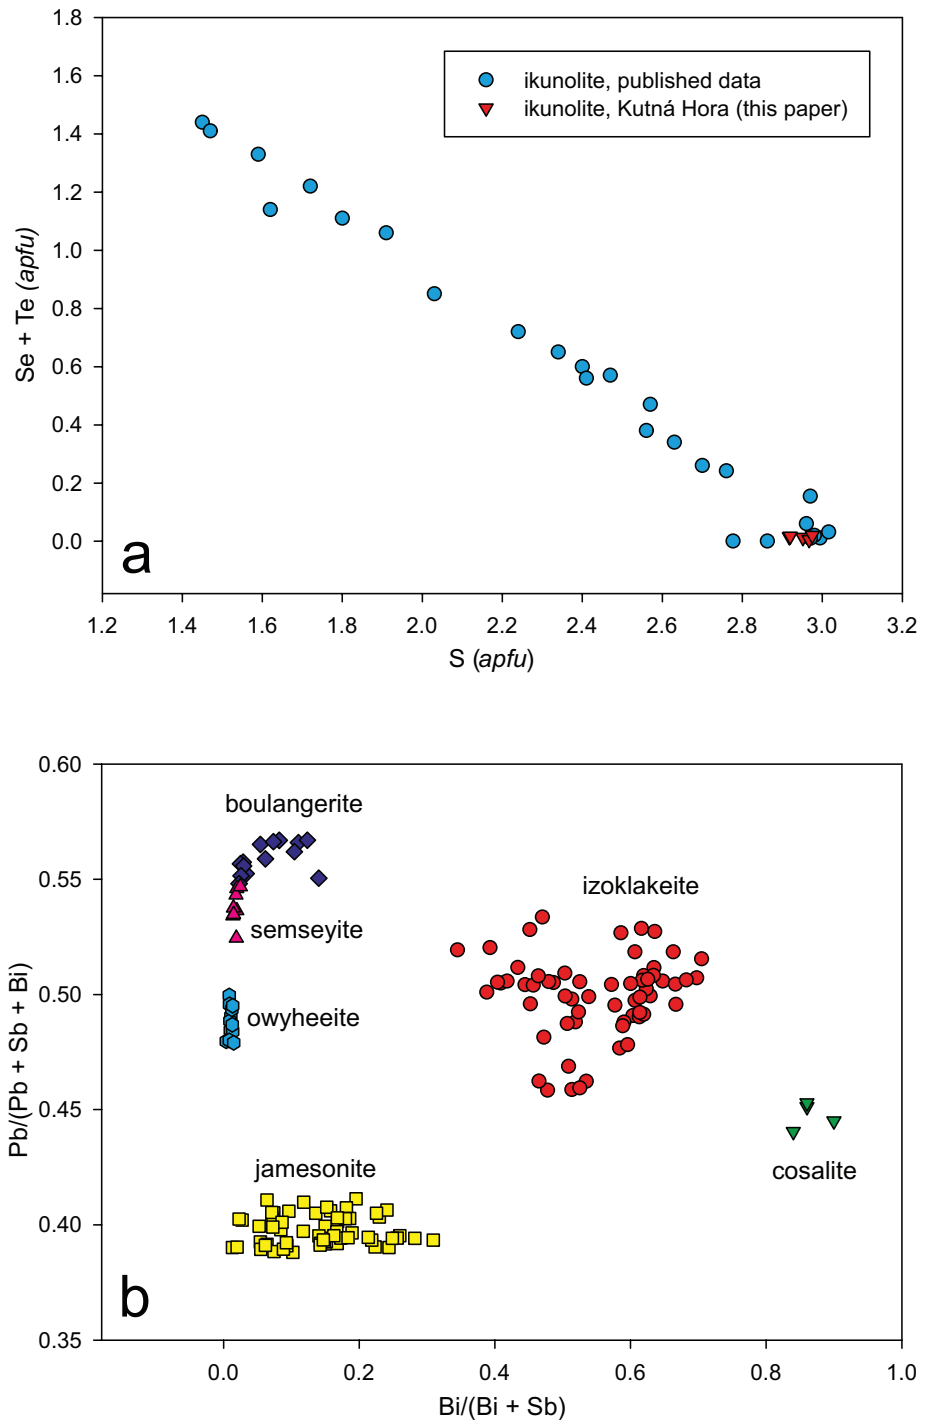 1.8
1.6
1.4
1.2
1.0
0.8
0.6
0.4
0.2
0.0
Se + Te (apfu)
ikunolite, published data
ikunolite, Kutná Hora (this paper)
a
1.2 1.4 1.6 1.8 2.0 2.2 2.4 2.6 2.8 3.0 3.2
S (apfu)
0.60
0.55
0.50
0.45
0.40
0.35
Pb/(Pb + Sb + Bi)
boulangerite
izoklakeite
semseyite
owyheeite
jamesonite
cosalite
b
0.0 0.2 0.4 0.6 0.8 1.0
Bi/(Bi + Sb)